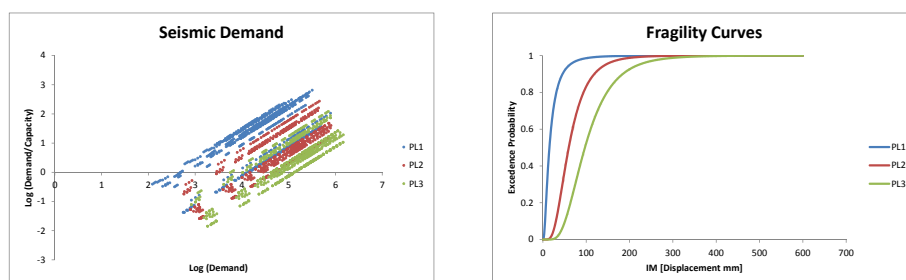 Seismic Demand
Log (Demand/Capacity)
4
3
2
1
0
-1
-2
-3
0 1 2 3 4 5 6 7
Log (Demand)
PL1
PL2
PL3
Fragility Curves
Excedence Probability
1
0.8
0.6
0.4
0.2
0
0 100 200 300 400 500 600 700
IM [Displacement mm]
PL1
PL2
PL3